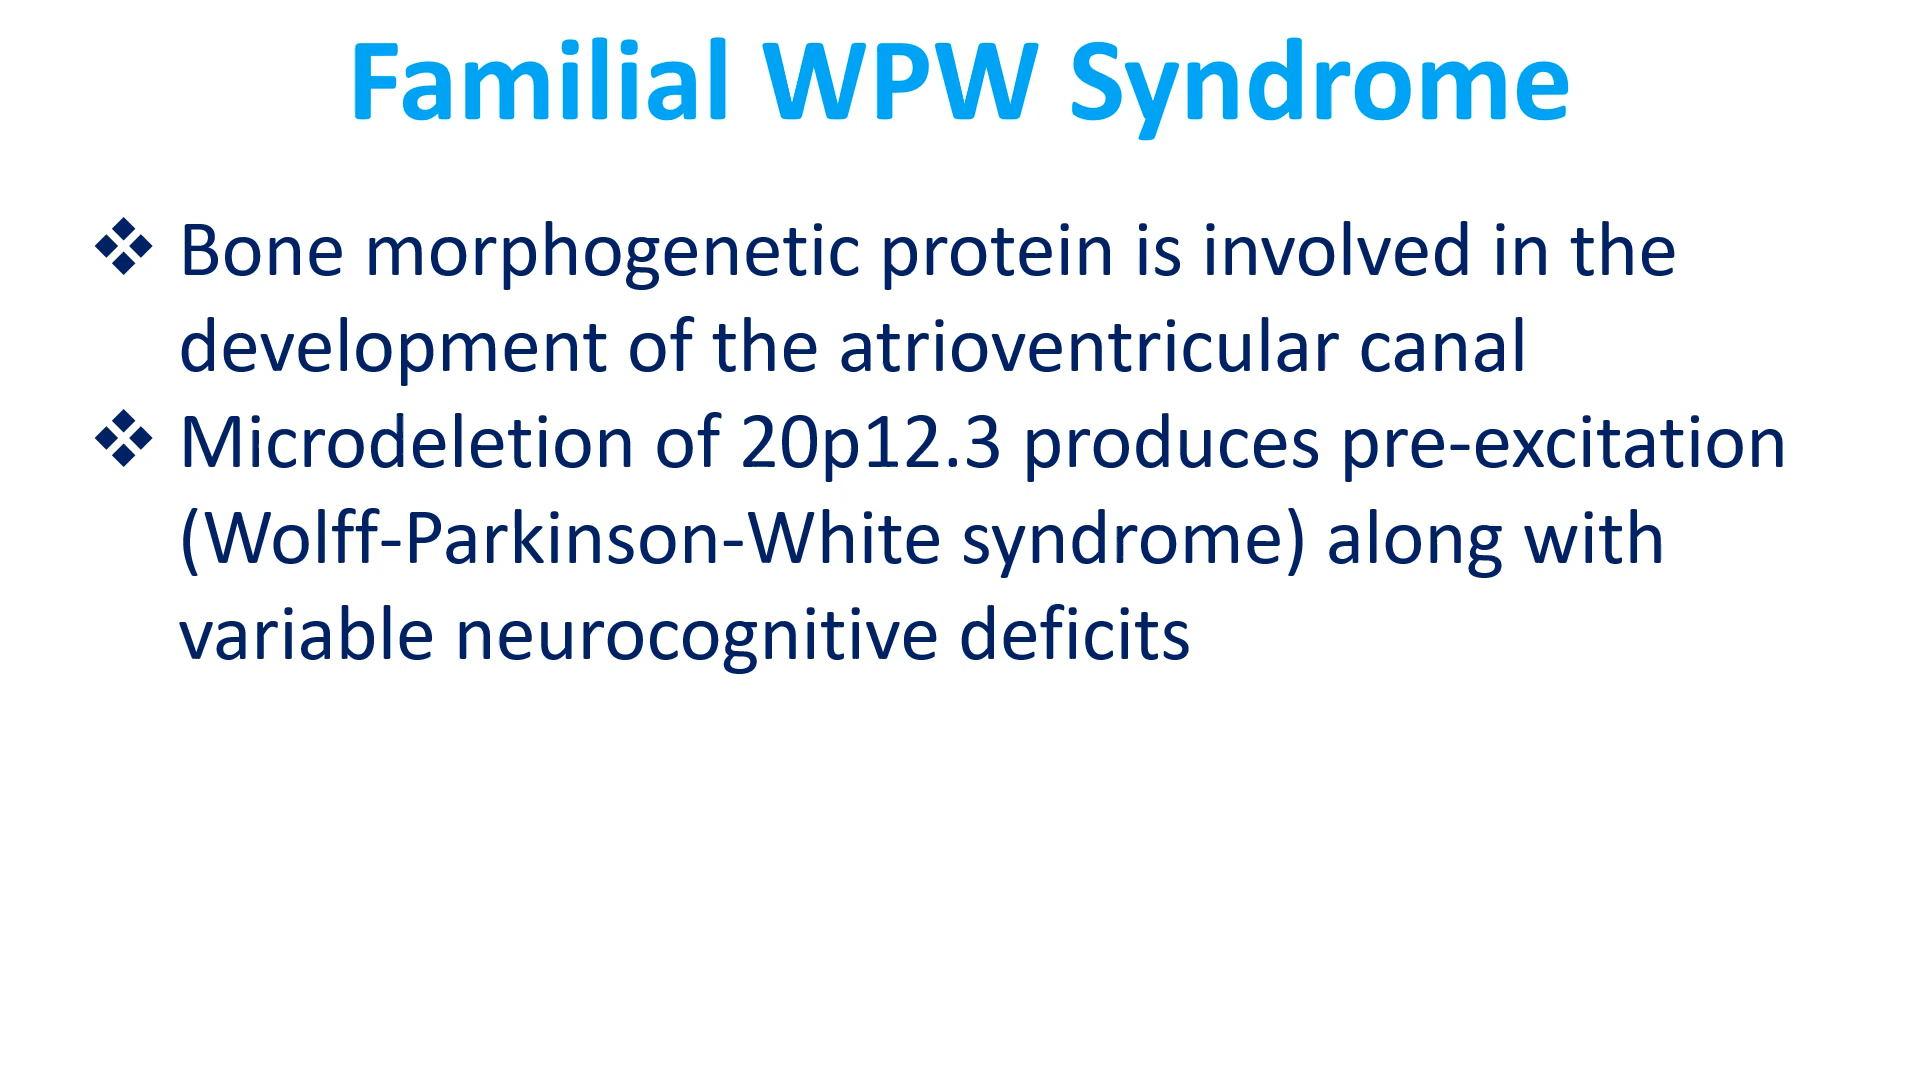 Familial WPW Syndrome
❖ Bone morphogenetic protein is involved in the
development of the atrioventricular canal
❖ Microdeletion of 20p12.3 produces pre-excitation
(Wolff-Parkinson-White syndrome) along with
variable neurocognitive deficits